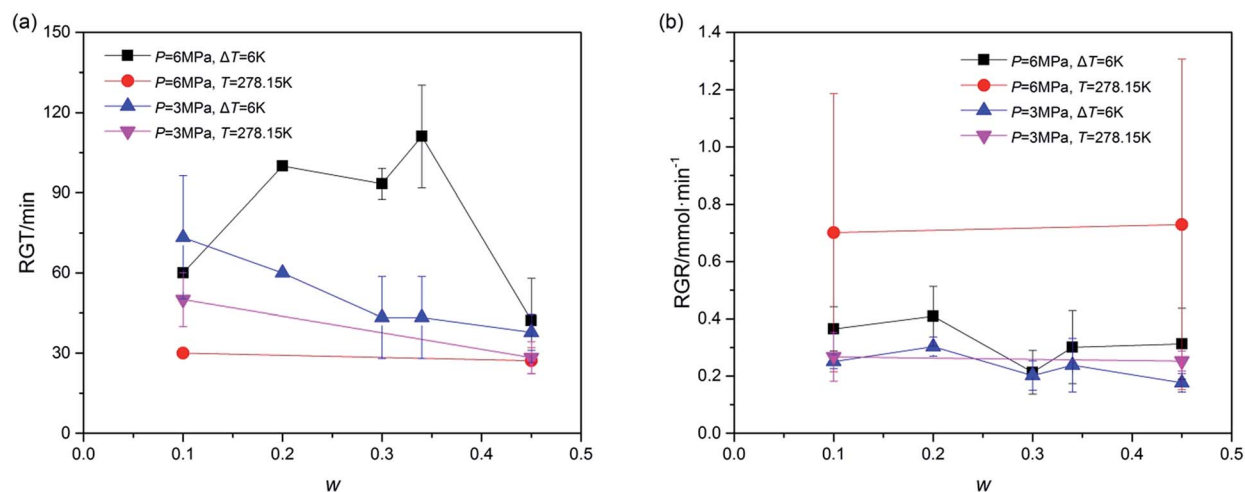 (a)
150
120
90
60
30
0
RGT/min
P=6MPa, ΔT=6K
P=6MPa, T=278.15K
P=3MPa, ΔT=6K
P=3MPa, T=278.15K
0.0 0.1 0.2 0.3 0.4 0.5
w
(b)
1.4
1.2
1.0
0.8
0.6
0.4
0.2
0.0
RGR/mmol·min⁻¹
P=6MPa, ΔT=6K
P=6MPa, T=278.15K
P=3MPa, ΔT=6K
P=3MPa, T=278.15K
0.0 0.1 0.2 0.3 0.4 0.5
w